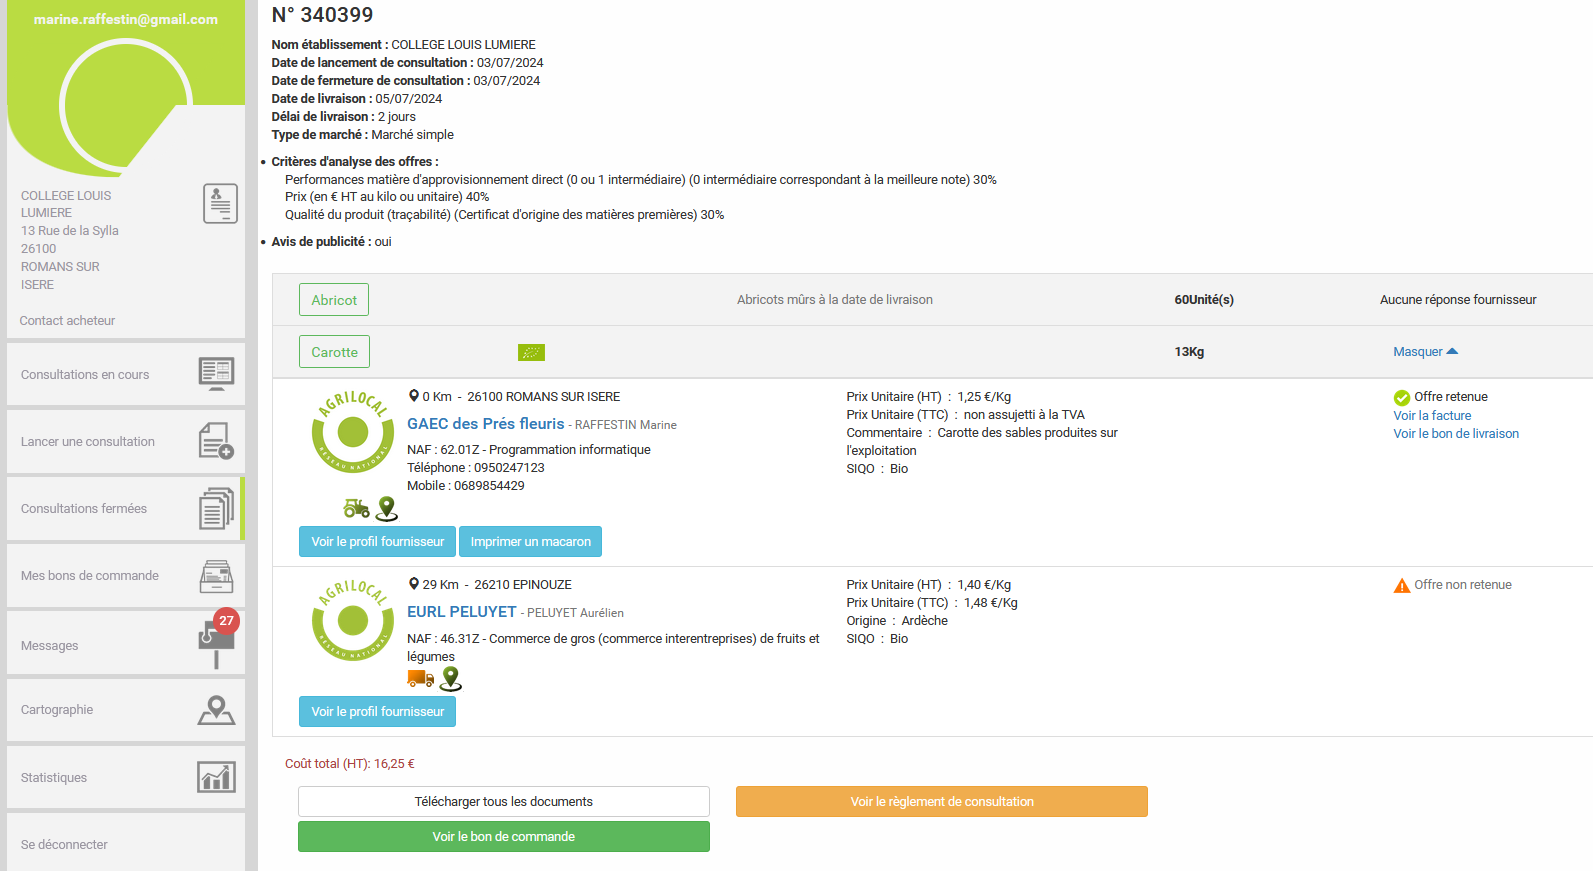 marine.raffestin@gmail.com
COLLEGE LOUIS
LUMIERE
13 Rue de la Sylla
26100
ROMANS SUR
ISERE
Contact acheteur
Consultations en cours
Lancer une consultation
Consultations fermées
Mes bons de commande
27
Messages
Cartographie
Statistiques
Se déconnecter
N° 340399
Nom établissement : COLLEGE LOUIS LUMIERE
Date de lancement de consultation : 03/07/2024
Date de fermeture de consultation : 03/07/2024
Date de livraison : 05/07/2024
Délai de livraison : 2 jours
Type de marché : Marché simple
• Critères d'analyse des offres :
Performances matière d'approvisionnement direct (0 ou 1 intermédiaire) (0 intermédiaire correspondant à la meilleure note) 30%
Prix (en € HT au kilo ou unitaire) 40%
Qualité du produit (traçabilité) (Certificat d'origine des matières premières) 30%
• Avis de publicité : oui
Abricot Abricots mûrs à la date de livraison 60Unité(s) Aucune réponse fournisseur
Carotte 13Kg Masquer
AGRILOCAL
RÉSEAU NATIONAL
0 Km - 26100 ROMANS SUR ISERE
GAEC des Prés fleuris - RAFFESTIN Marine
NAF : 62.01Z - Programmation informatique
Téléphone : 0950247123
Mobile : 0689854429
Prix Unitaire (HT) : 1,25 €/Kg
Prix Unitaire (TTC) : non assujetti à la TVA
Commentaire : Carotte des sables produites sur
l'exploitation
SIQO : Bio
Offre retenue
Voir la facture
Voir le bon de livraison
Voir le profil fournisseur Imprimer un macaron
AGRILOCAL
RÉSEAU NATIONAL
29 Km - 26210 EPINOUZE
EURL PELUYET - PELUYET Aurélien
NAF : 46.31Z - Commerce de gros (commerce interentreprises) de fruits et
légumes
Prix Unitaire (HT) : 1,40 €/Kg
Prix Unitaire (TTC) : 1,48 €/Kg
Origine : Ardèche
SIQO : Bio
Offre non retenue
Voir le profil fournisseur
Coût total (HT): 16,25 €
Télécharger tous les documents Voir le règlement de consultation
Voir le bon de commande